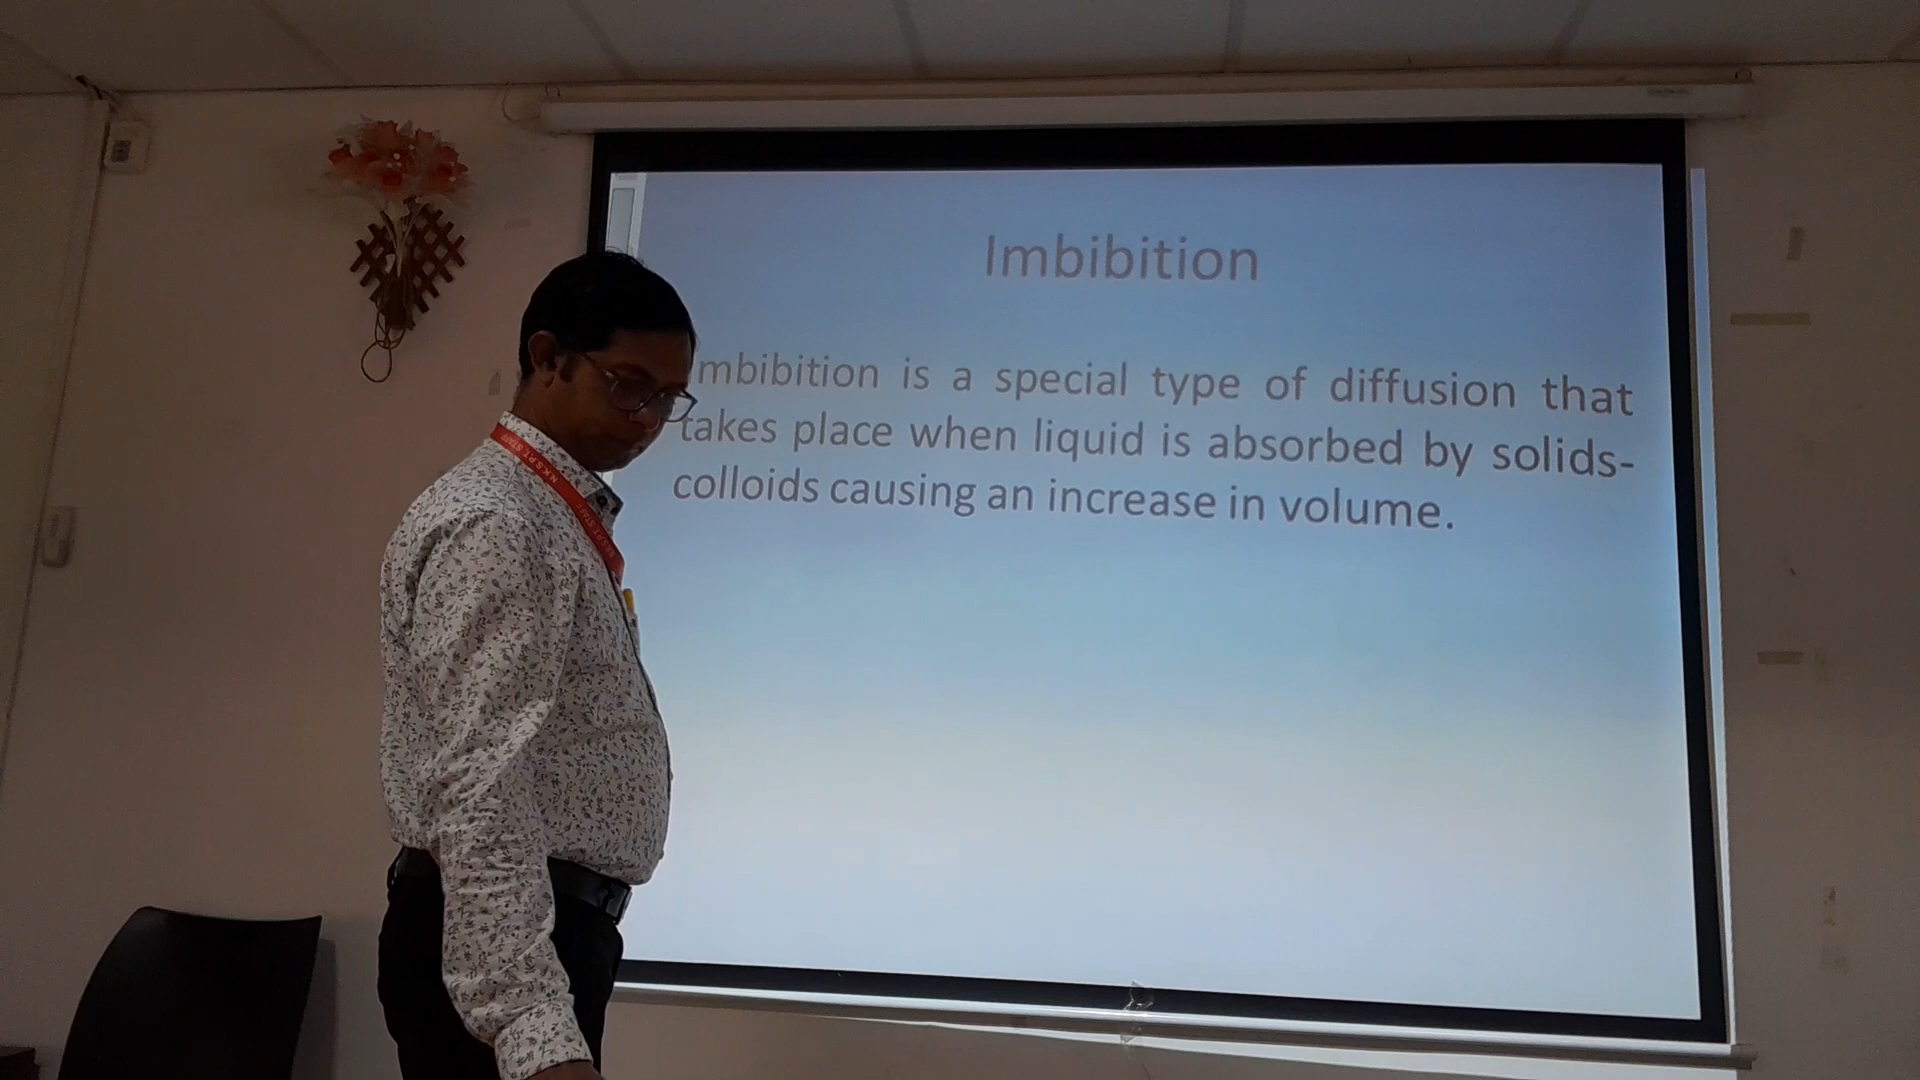 Imbibition
mbibition is a special type of diffusion that
takes place when liquid is absorbed by solids-
colloids causing an increase in volume.
N.K.S.P.T. STAFF